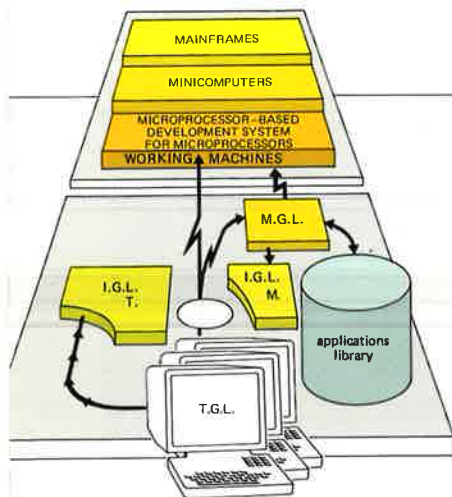 MAINFRAMES
MINICOMPUTERS
MICROPROCESSOR-BASED
DEVELOPMENT SYSTEM
FOR MICROPROCESSORS
WORKING MACHINES
M.G.L.
I.G.L.
T.
I.G.L.
M.
applications
library
T.G.L.